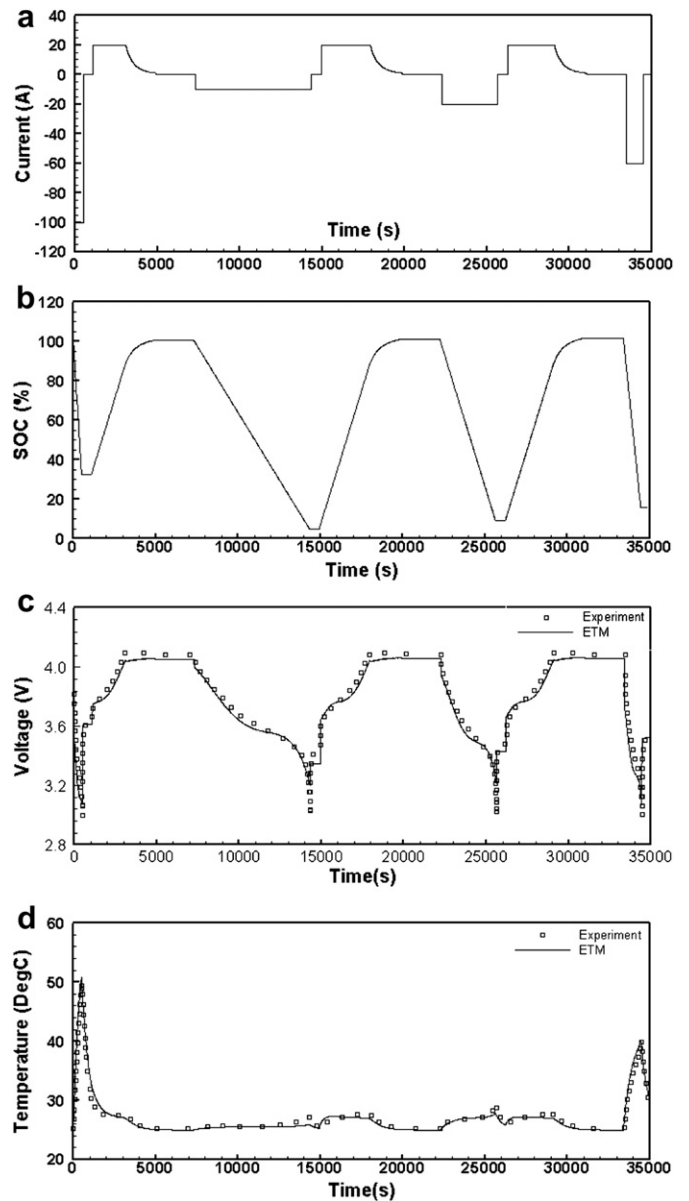 a
40
20
0
-20
-40
-60
-80
-100
-120
Current (A)
Time (s)
0 5000 10000 15000 20000 25000 30000 35000
b
120
100
80
60
40
20
0
SOC (%)
0 5000 10000 15000 20000 25000 30000 35000
Time (s)
c
4.4
4.0
3.6
3.2
2.8
Voltage (V)
Experiment
ETM
0 5000 10000 15000 20000 25000 30000 35000
Time(s)
d
60
50
40
30
20
Temperature (DegC)
Experiment
ETM
0 5000 10000 15000 20000 25000 30000 35000
Time(s)